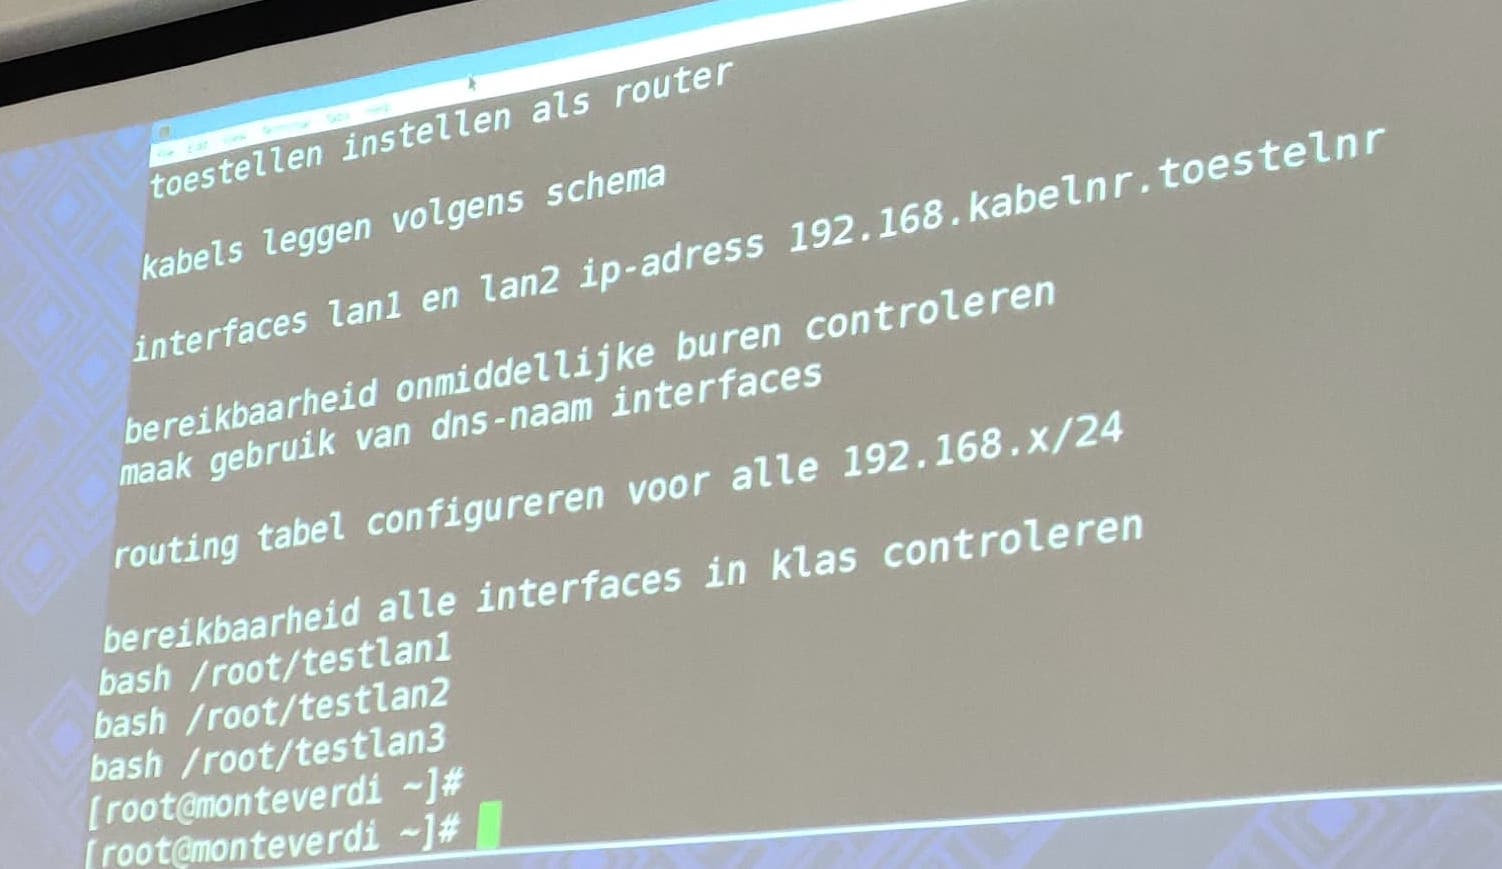 toestellen instellen als router
kabels leggen volgens schema
interfaces lan1 en lan2 ip-adress 192.168.kabelnr.toestelnr
bereikbaarheid onmiddellijke buren controleren
maak gebruik van dns-naam interfaces
routing tabel configureren voor alle 192.168.x/24
bereikbaarheid alle interfaces in klas controleren
bash /root/testlan1
bash /root/testlan2
bash /root/testlan3
[root@monteverdi ~]#
[root@monteverdi ~]#